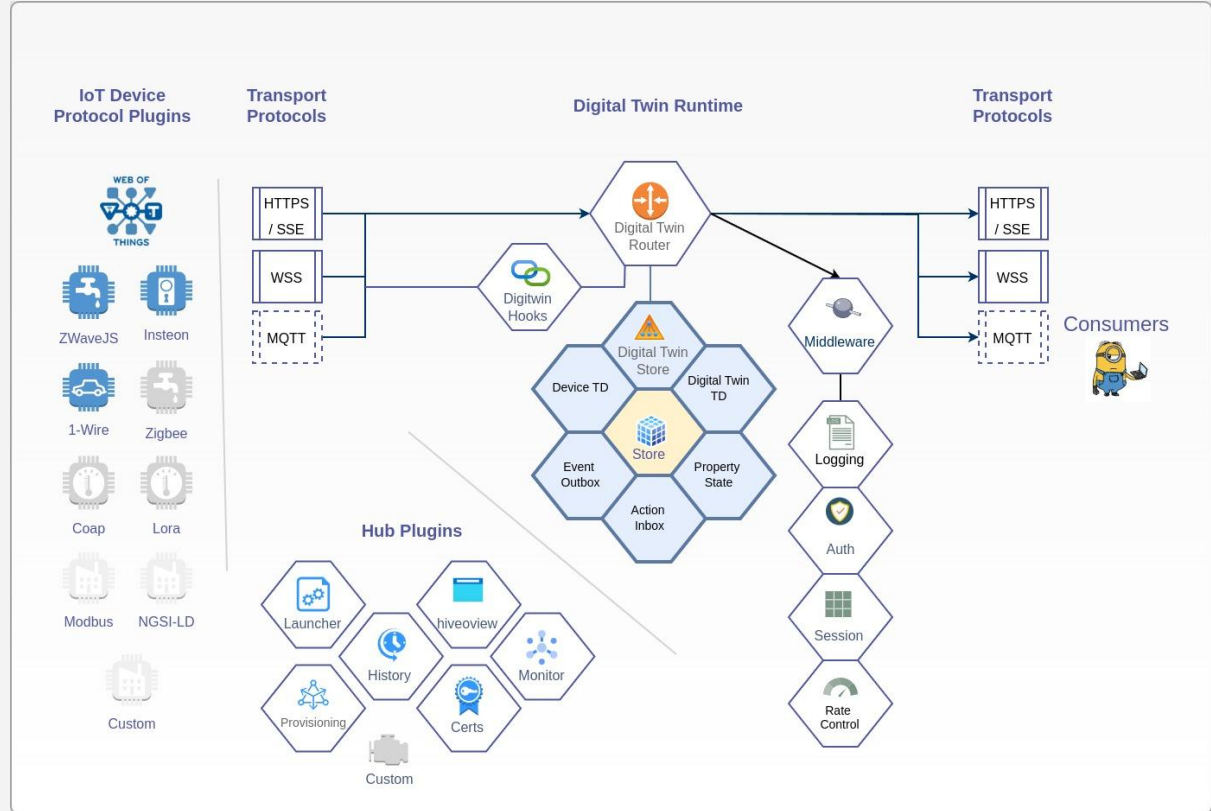 IoT Device
Protocol Plugins
Transport
Protocols
Digital Twin Runtime
Transport
Protocols
WEB OF
W T
THINGS
ZWaveJS
Insteon
1-Wire
Zigbee
Coap
Lora
Modbus
NGSI-LD
Custom
HTTPS
/ SSE
WSS
MQTT
Digitwin
Hooks
Digital Twin
Router
Digital Twin
Store
Device TD
Digital Twin
TD
Store
Event
Outbox
Property
State
Action
Inbox
Middleware
Logging
Auth
Session
Rate
Control
HTTPS
/ SSE
WSS
MQTT
Consumers
Hub Plugins
Launcher
hiveoview
History
Monitor
Provisioning
Certs
Custom